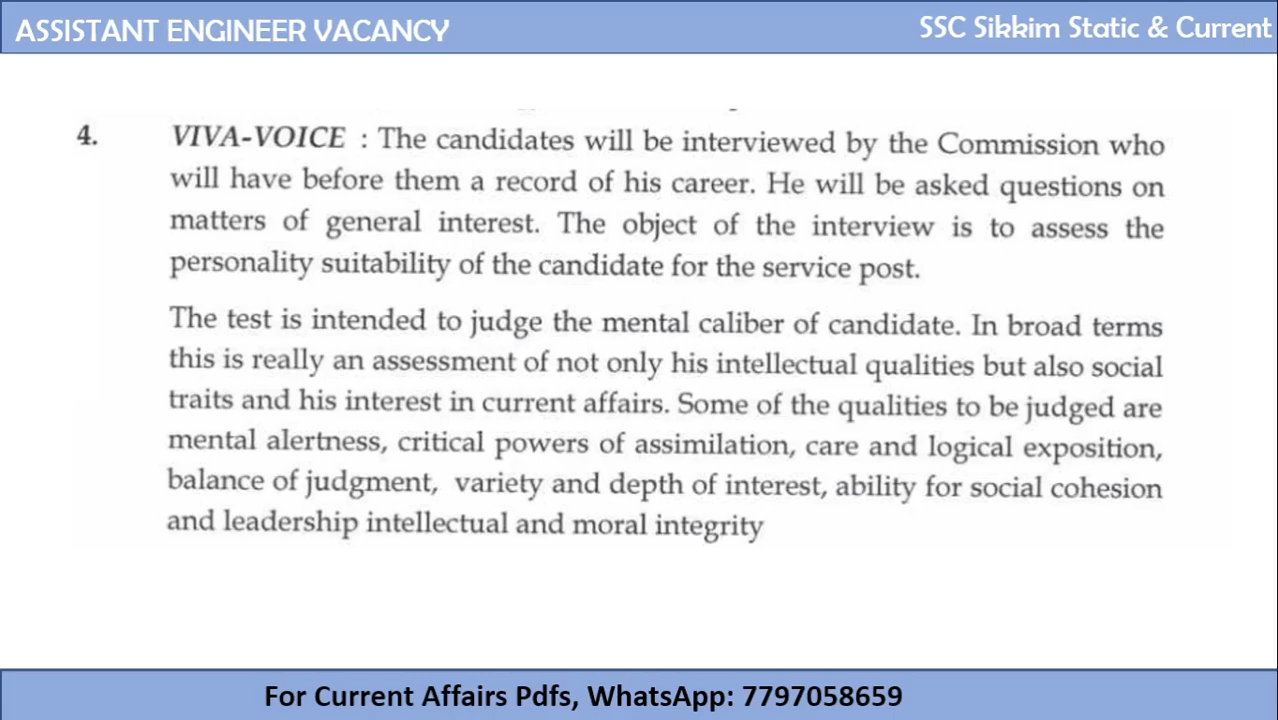 ASSISTANT ENGINEER VACANCY
SSC Sikkim Static & Current
4. VIVA-VOICE : The candidates will be interviewed by the Commission who
will have before them a record of his career. He will be asked questions on
matters of general interest. The object of the interview is to assess the
personality suitability of the candidate for the service post.
The test is intended to judge the mental caliber of candidate. In broad terms
this is really an assessment of not only his intellectual qualities but also social
traits and his interest in current affairs. Some of the qualities to be judged are
mental alertness, critical powers of assimilation, care and logical exposition,
balance of judgment, variety and depth of interest, ability for social cohesion
and leadership intellectual and moral integrity
For Current Affairs Pdfs, WhatsApp: 7797058659